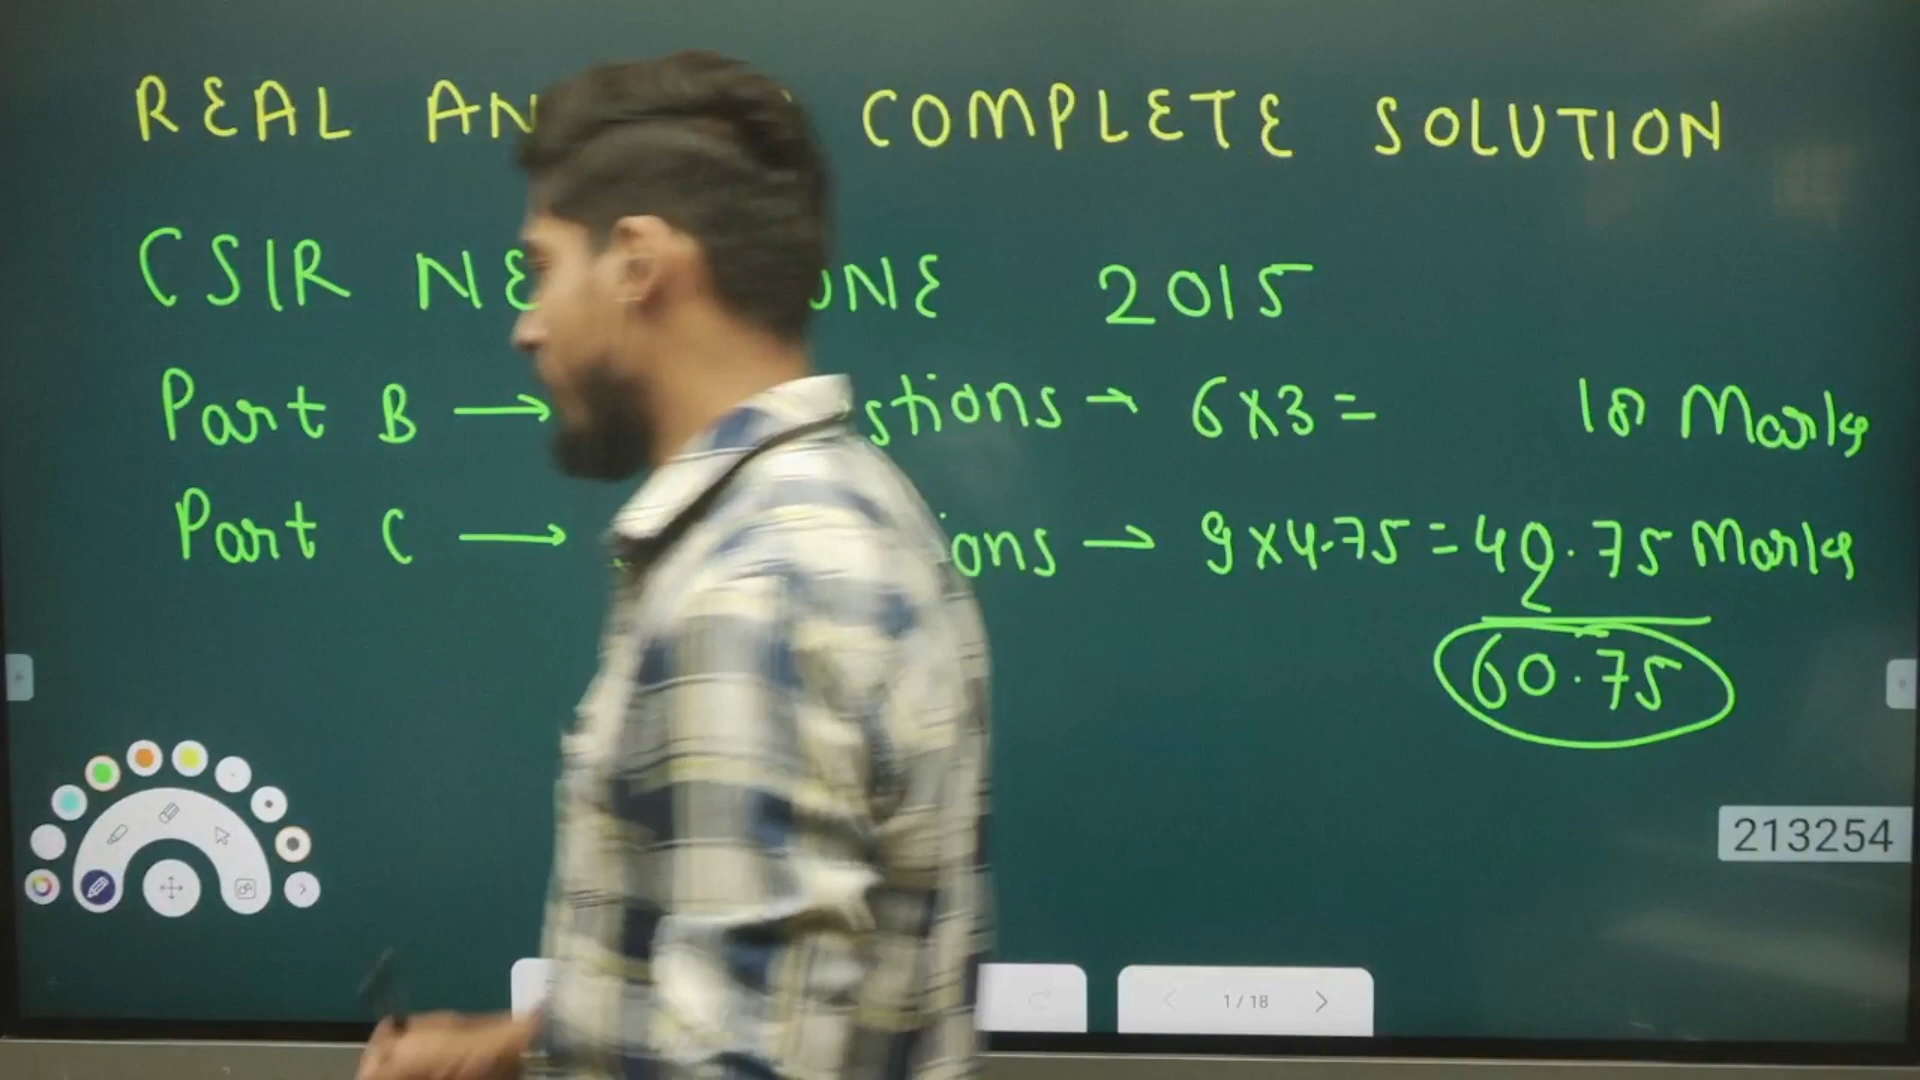 REAL AN COMPLETE SOLUTION
CSIR NE UNE 2015
Part B → stions → 6x3 = 18 Marks
Part C → ions → 9x4.75 = 42.75 Marks
60.75
213254
1 / 18